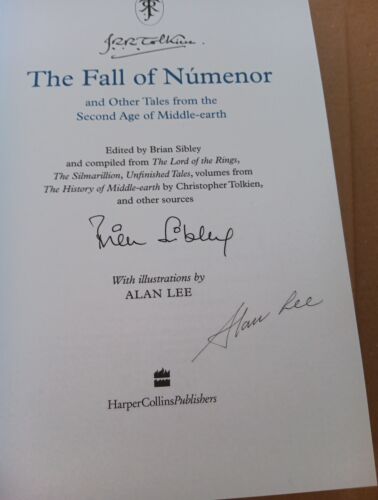 J.R.R. Tolkien.
The Fall of Númenor
and Other Tales from the
Second Age of Middle-earth
Edited by Brian Sibley
and compiled from The Lord of the Rings,
The Silmarillion, Unfinished Tales, volumes from
The History of Middle-earth by Christopher Tolkien,
and other sources
Brian Sibley
With illustrations by
ALAN LEE
Alan Lee
HarperCollinsPublishers